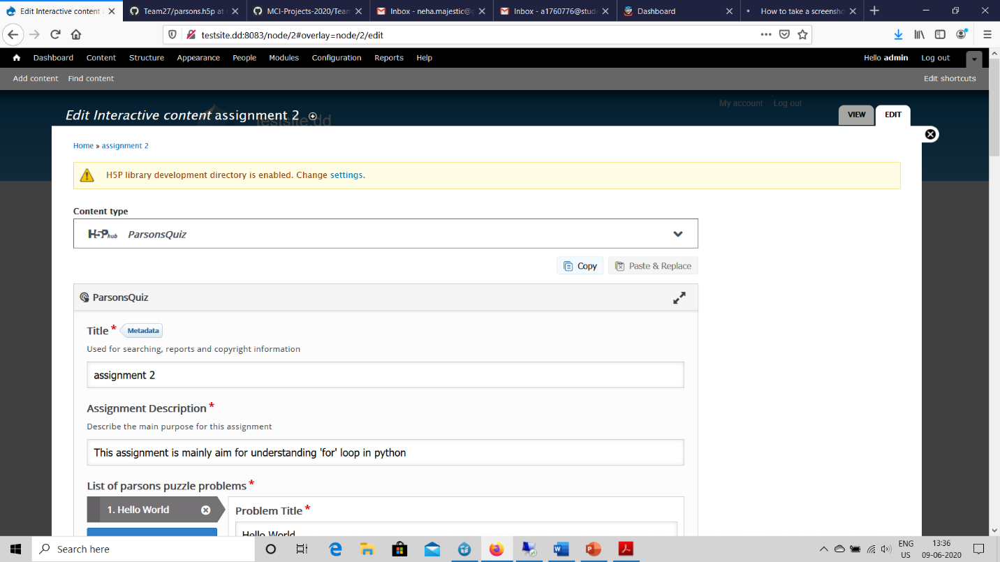 Edit Interactive content
Team27/parsons.h5p at
MCI-Projects-2020/Team
Inbox - neha.majestic@g
Inbox - a1760776@stud
Dashboard
How to take a screensho
testsite.dd:8083/node/2#overlay=node/2/edit
Dashboard Content Structure Appearance People Modules Configuration Reports Help Hello admin Log out
Add content Find content Edit shortcuts
My account Log out
Edit Interactive content assignment 2
testsite.dd
VIEW EDIT
Home » assignment 2
H5P library development directory is enabled. Change settings.
Content type
H5P hub ParsonsQuiz
Copy Paste & Replace
ParsonsQuiz
Title * Metadata
Used for searching, reports and copyright information
assignment 2
Assignment Description *
Describe the main purpose for this assignment
This assignment is mainly aim for understanding 'for' loop in python
List of parsons puzzle problems *
1. Hello World
Problem Title *
Hello World
Search here
ENG
US
13:36
09-06-2020